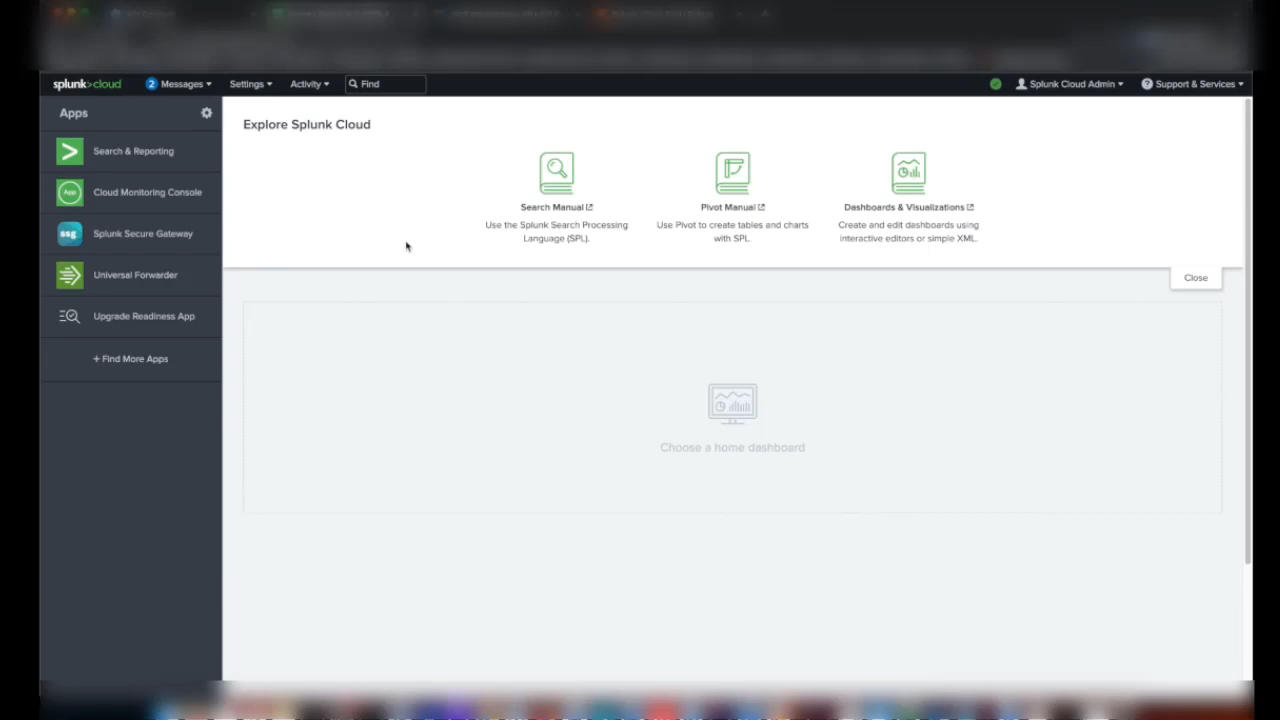 splunk>cloud 2 Messages Settings Activity Find Splunk Cloud Admin Support & Services
Apps
Search & Reporting
App
Cloud Monitoring Console
ssg
Splunk Secure Gateway
Universal Forwarder
Upgrade Readiness App
+ Find More Apps
Explore Splunk Cloud
Search Manual
Use the Splunk Search Processing
Language (SPL).
Pivot Manual
Use Pivot to create tables and charts
with SPL.
Dashboards & Visualizations
Create and edit dashboards using
interactive editors or simple XML.
Close
Choose a home dashboard